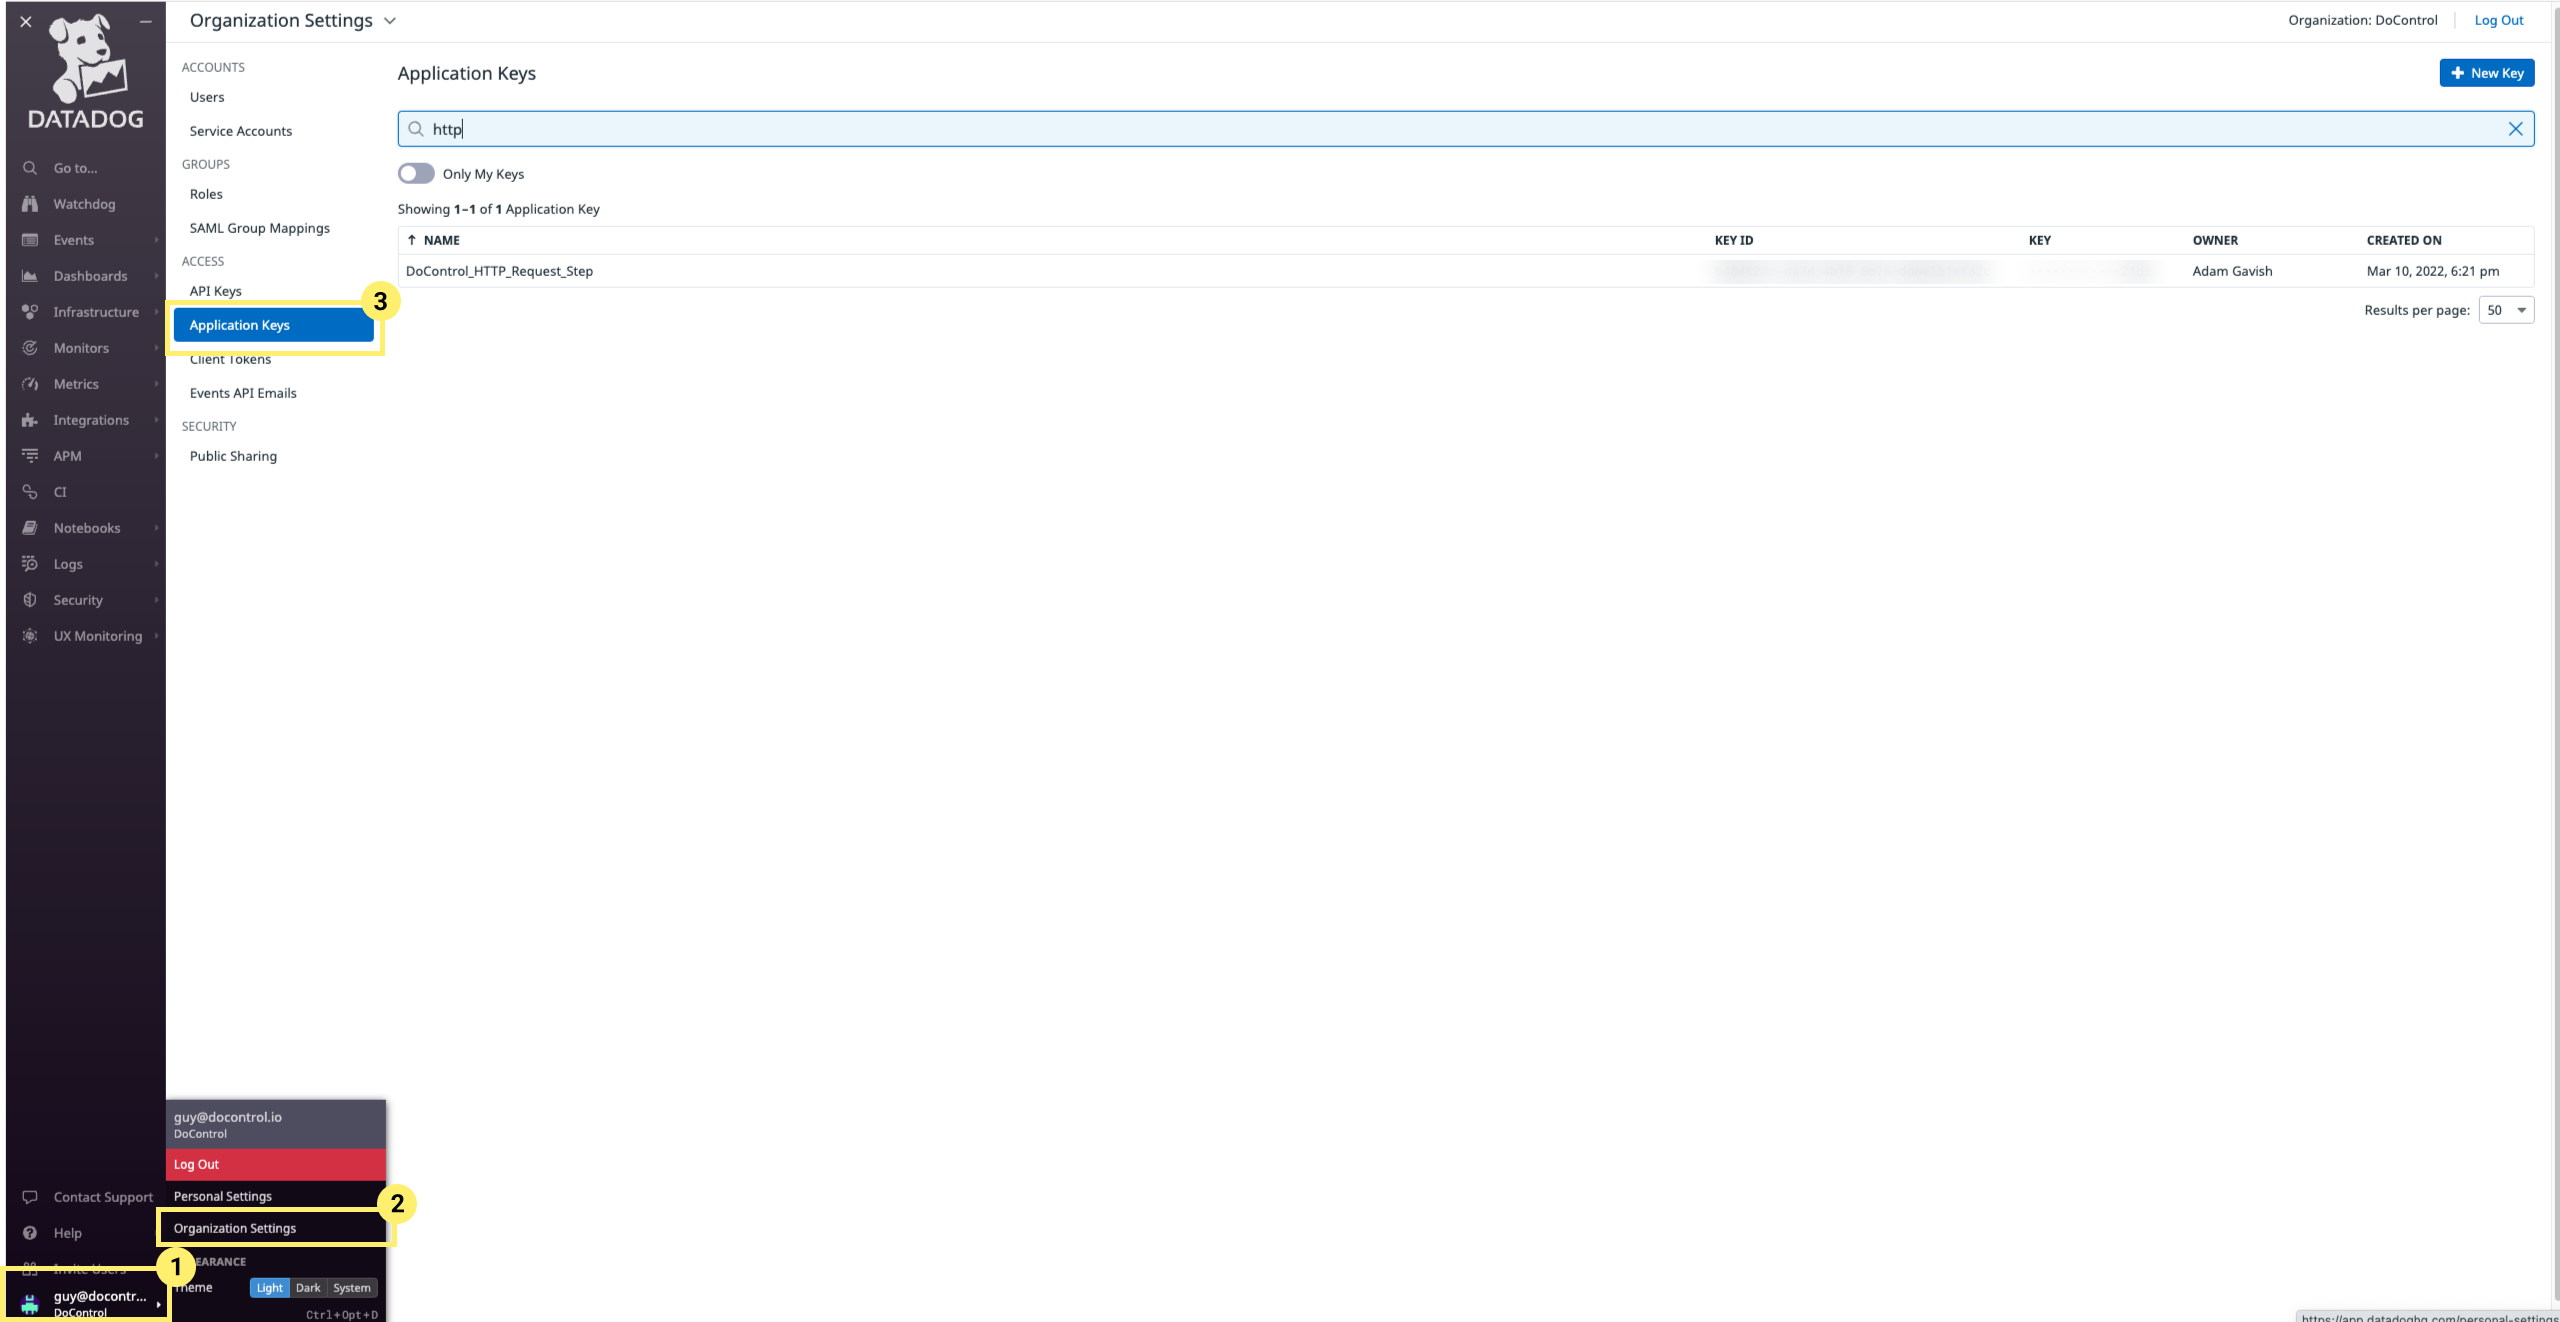 DATADOG
Go to...
Watchdog
Events
Dashboards
Infrastructure
Monitors
Metrics
Integrations
APM
CI
Notebooks
Logs
Security
UX Monitoring
Contact Support
Help
Invite Users
guy@docontr...
DoControl
1
Organization Settings
Organization: DoControl
Log Out
ACCOUNTS
Users
Service Accounts
GROUPS
Roles
SAML Group Mappings
ACCESS
API Keys
Application Keys
3
Client Tokens
Events API Emails
SECURITY
Public Sharing
Application Keys
New Key
http
Only My Keys
Showing 1–1 of 1 Application Key
NAME KEY ID KEY OWNER CREATED ON
DoControl_HTTP_Request_Step Adam Gavish Mar 10, 2022, 6:21 pm
Results per page: 50
guy@docontrol.io
DoControl
Log Out
Personal Settings
2
Organization Settings
EARANCE
heme Light Dark System
Ctrl+Opt+D
https://app.datadoghq.com/personal-settings